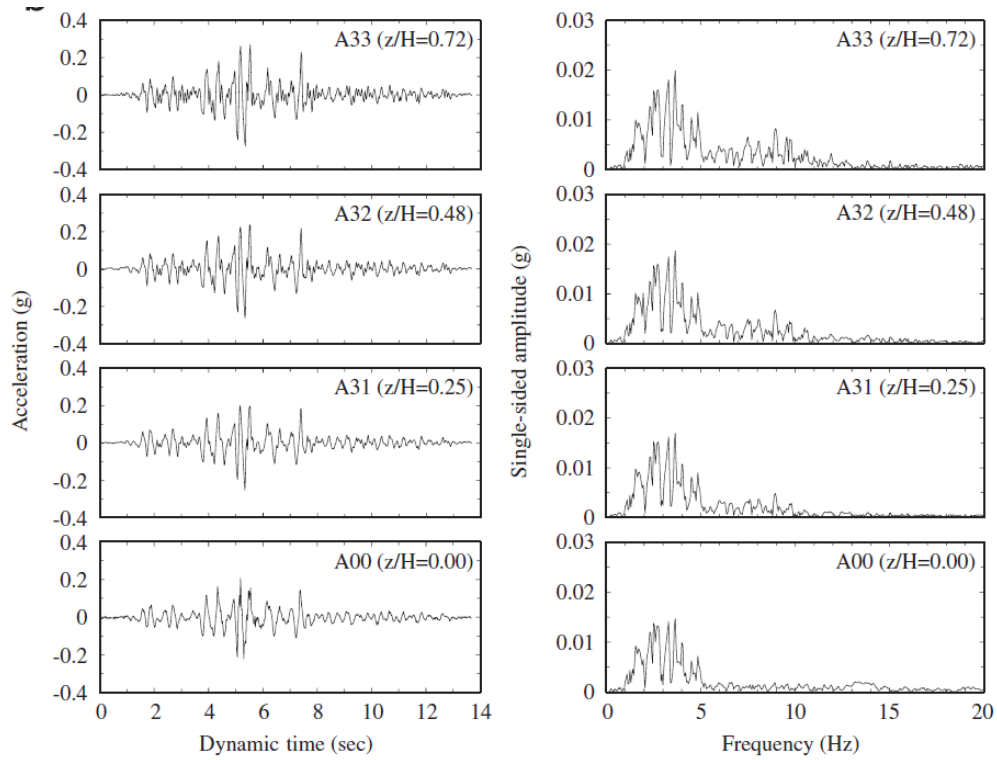 b
0.4
0.2
0
-0.2
-0.4
A33 (z/H=0.72)
0.03
0.02
0.01
0
A33 (z/H=0.72)
0.4
0.2
0
-0.2
-0.4
A32 (z/H=0.48)
0.03
0.02
0.01
0
A32 (z/H=0.48)
0.4
0.2
0
-0.2
-0.4
A31 (z/H=0.25)
0.03
0.02
0.01
0
A31 (z/H=0.25)
0.4
0.2
0
-0.2
-0.4
A00 (z/H=0.00)
0.03
0.02
0.01
0
A00 (z/H=0.00)
Acceleration (g)
Single-sided amplitude (g)
0 2 4 6 8 10 12 14
0 5 10 15 20
Dynamic time (sec)
Frequency (Hz)